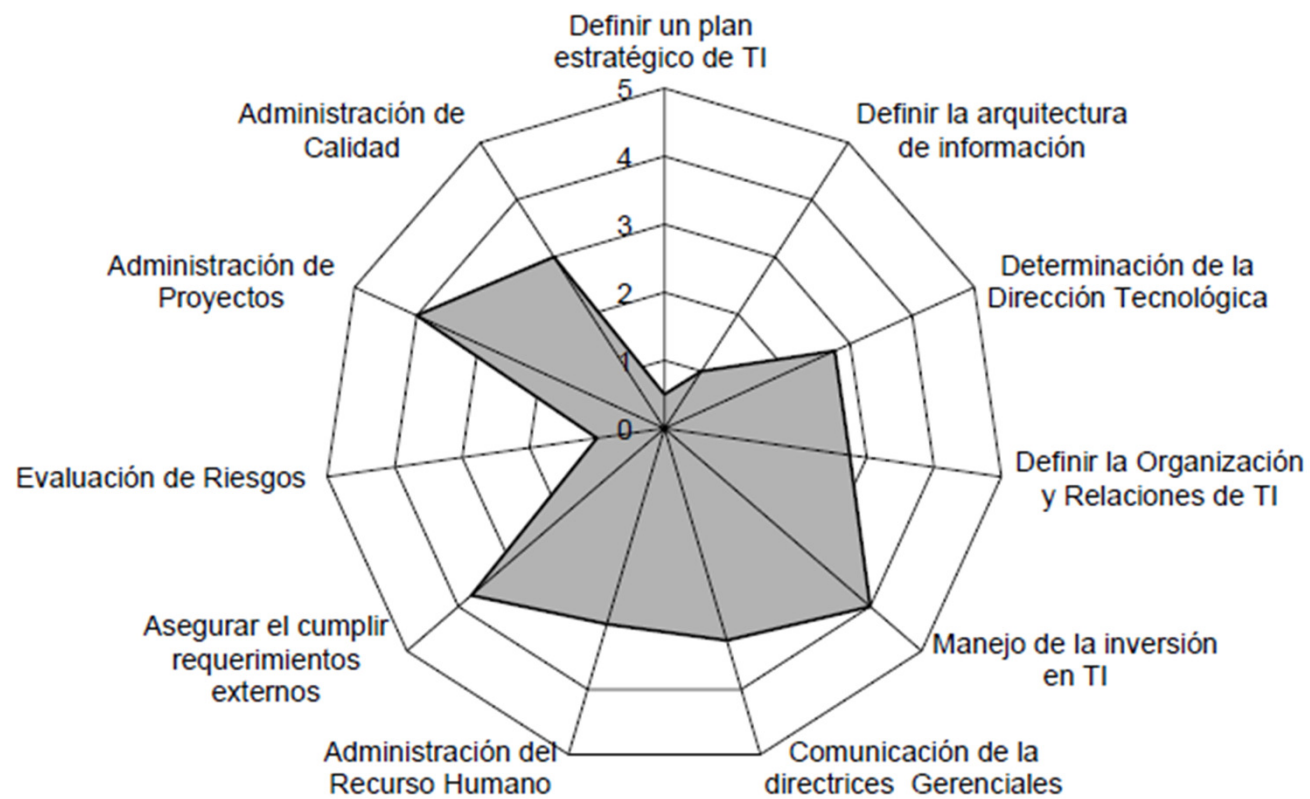 Definir un plan
estratégico de TI
Definir la arquitectura
de información
Determinación de la
Dirección Tecnológica
Definir la Organización
y Relaciones de TI
Manejo de la inversión
en TI
Comunicación de la
directrices Gerenciales
Administración del
Recurso Humano
Asegurar el cumplir
requerimientos
externos
Evaluación de Riesgos
Administración de
Proyectos
Administración de
Calidad
5
4
3
2
1
0